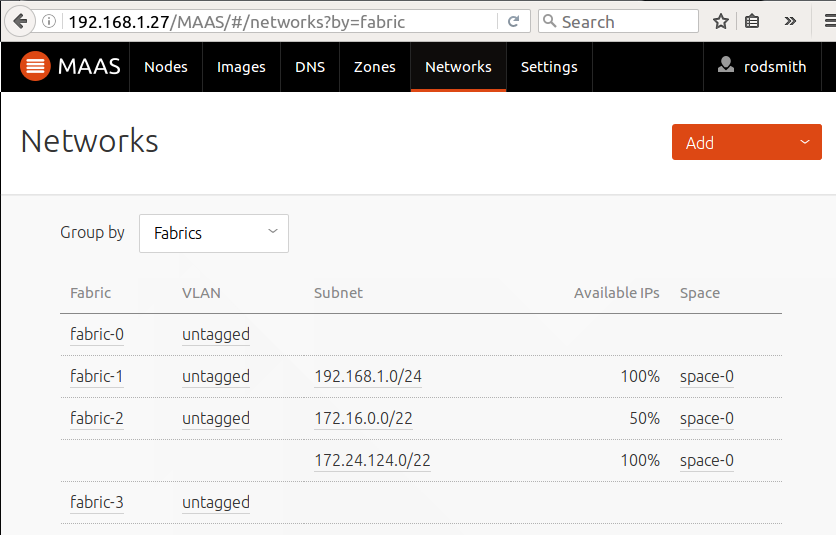 192.168.1.27/MAAS/#/networks?by=fabric Search
MAAS Nodes Images DNS Zones Networks Settings rodsmith
Networks Add
Group by Fabrics
Fabric VLAN Subnet Available IPs Space
fabric-0 untagged
fabric-1 untagged 192.168.1.0/24 100% space-0
fabric-2 untagged 172.16.0.0/22 50% space-0
172.24.124.0/22 100% space-0
fabric-3 untagged